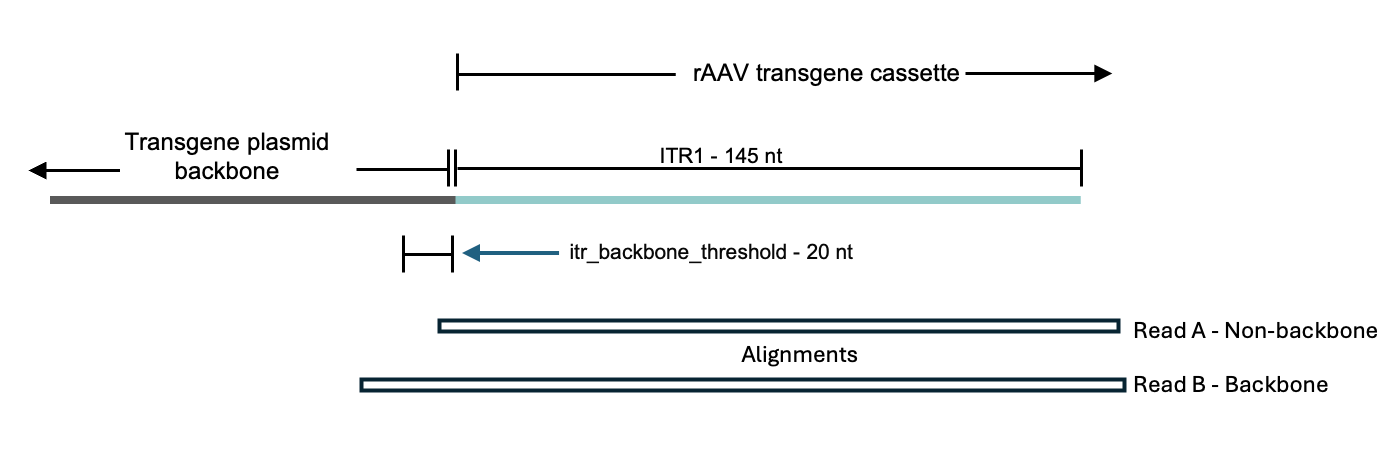 rAAV transgene cassette
Transgene plasmid
backbone
ITR1 - 145 nt
itr_backbone_threshold - 20 nt
Read A - Non-backbone
Alignments
Read B - Backbone